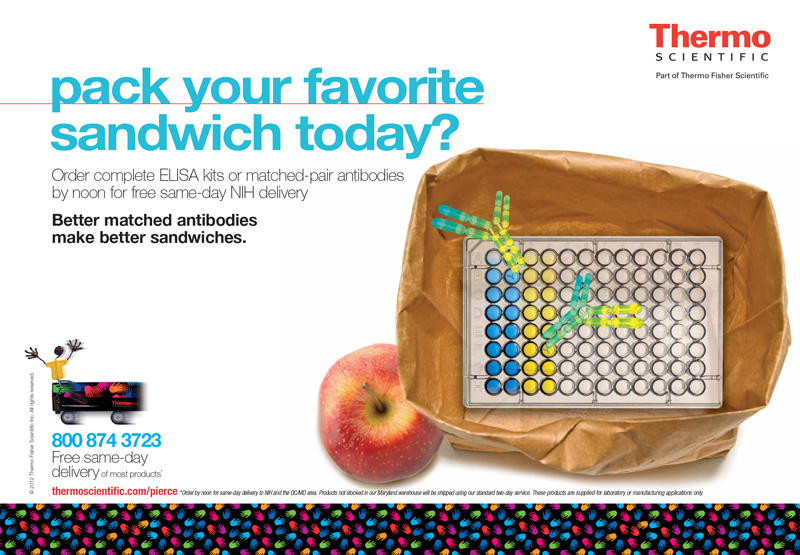 Thermo
SCIENTIFIC
Part of Thermo Fisher Scientific
pack your favorite
sandwich today?
Order complete ELISA kits or matched-pair antibodies
by noon for free same-day NIH delivery
Better matched antibodies
make better sandwiches.
Thermo
© 2012 Thermo Fisher Scientific Inc. All rights reserved.
800 874 3723
Free same-day
delivery of most products*
thermoscientific.com/pierce *Order by noon for same-day delivery to NIH and the DC/MD area. Products not stocked in our Maryland warehouse will be shipped using our standard two-day service. These products are supplied for laboratory or manufacturing applications only.